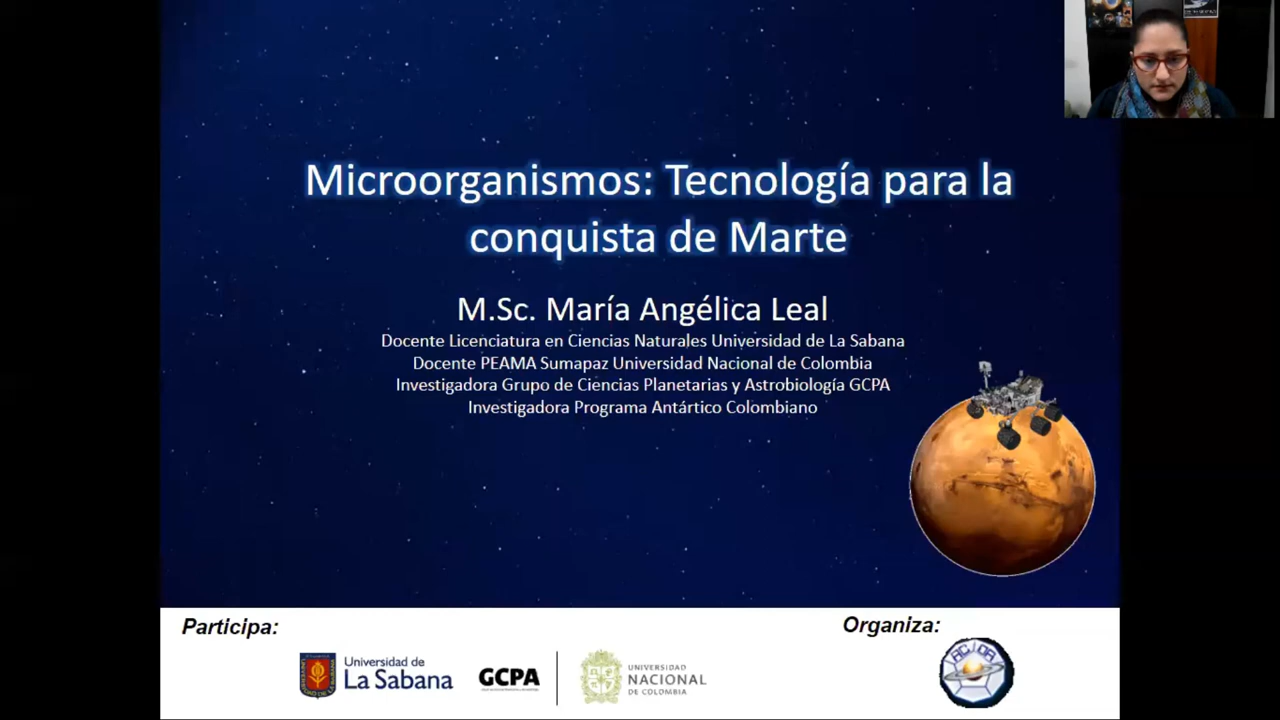 Microorganismos: Tecnología para la
conquista de Marte
M.Sc. María Angélica Leal
Docente Licenciatura en Ciencias Naturales Universidad de La Sabana
Docente PEAMA Sumapaz Universidad Nacional de Colombia
Investigadora Grupo de Ciencias Planetarias y Astrobiología GCPA
Investigadora Programa Antártico Colombiano
Participa:
Organiza:
Universidad de
La Sabana
GCPA
UNIVERSIDAD
NACIONAL
DE COLOMBIA